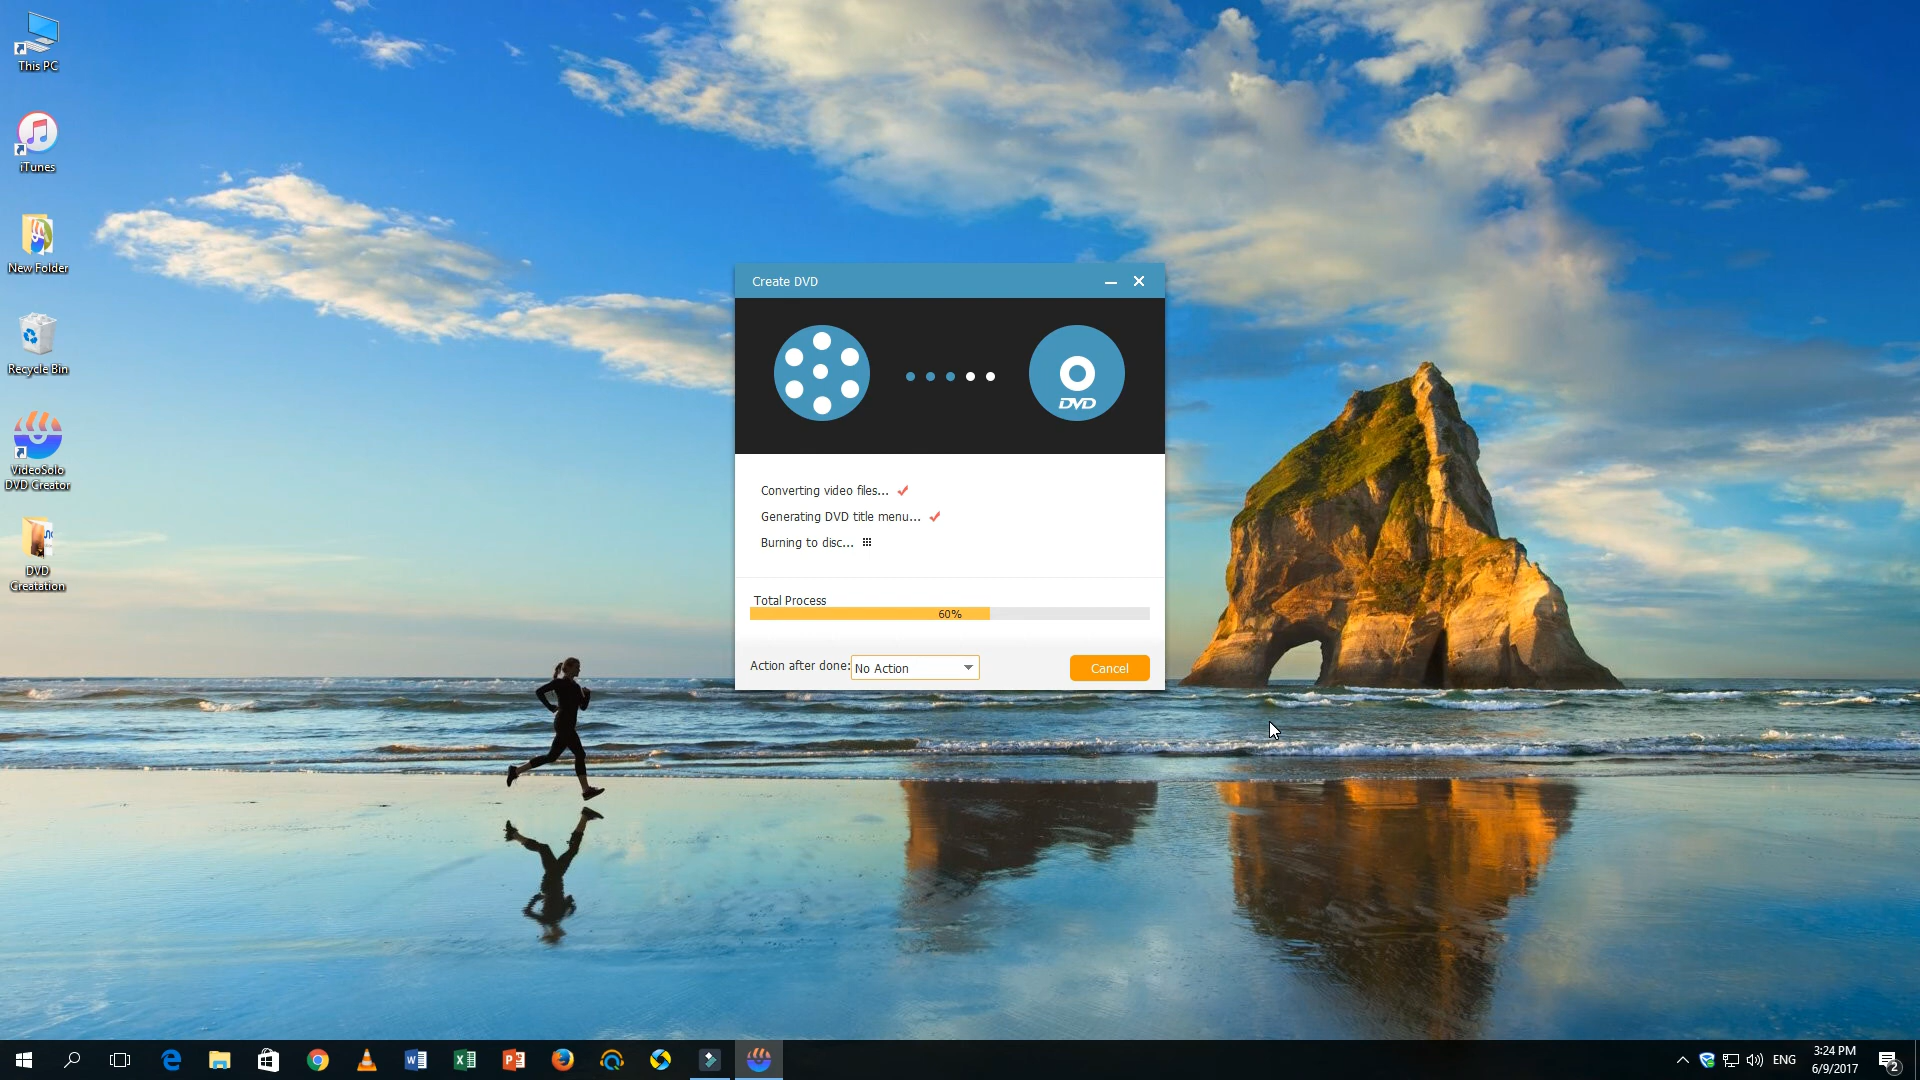 This PC
iTunes
New Folder
Recycle Bin
VideoSolo
DVD Creator
DVD
Creatation
Create DVD
DVD
Converting video files...
Generating DVD title menu...
Burning to disc...
Total Process
60%
Action after done:
No Action
Cancel
ENG
3:24 PM
6/9/2017
2